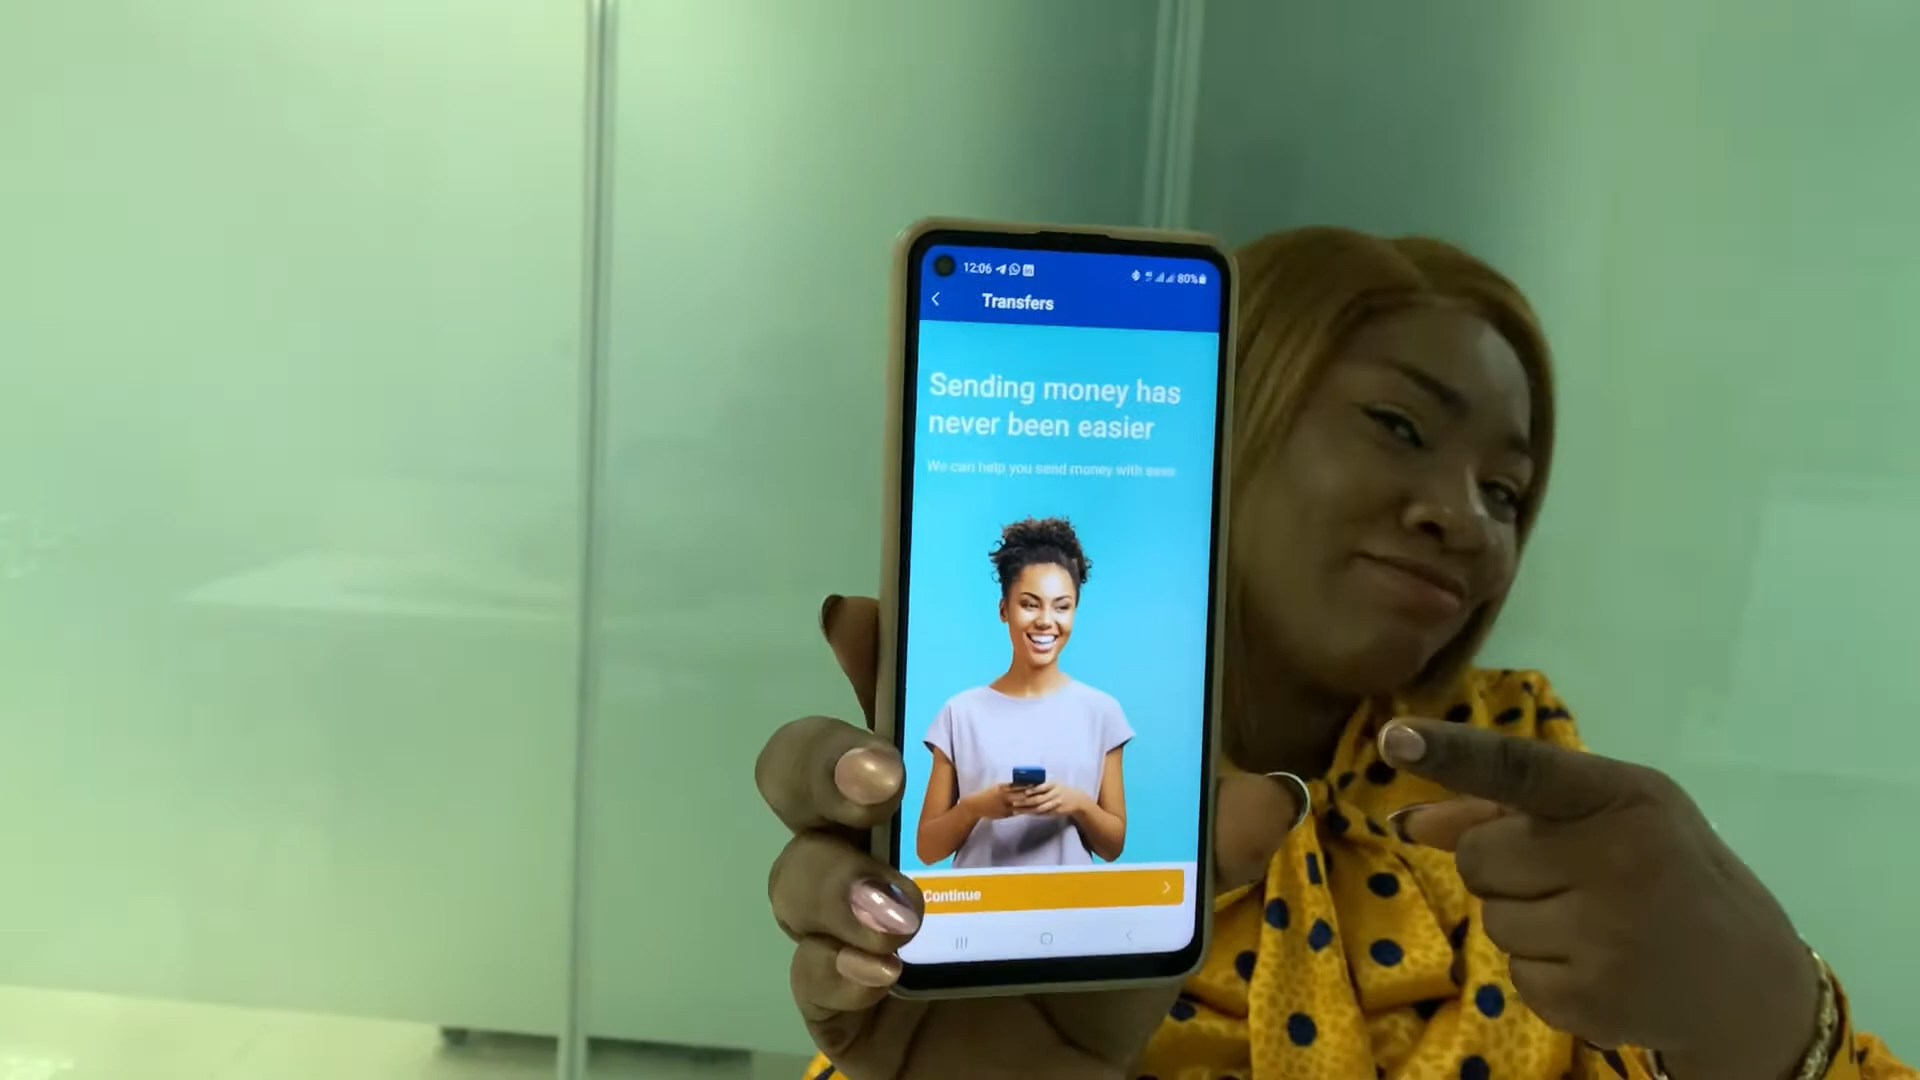 12:06 80%
Transfers
Sending money has
never been easier
We can help you send money with ease
Continue